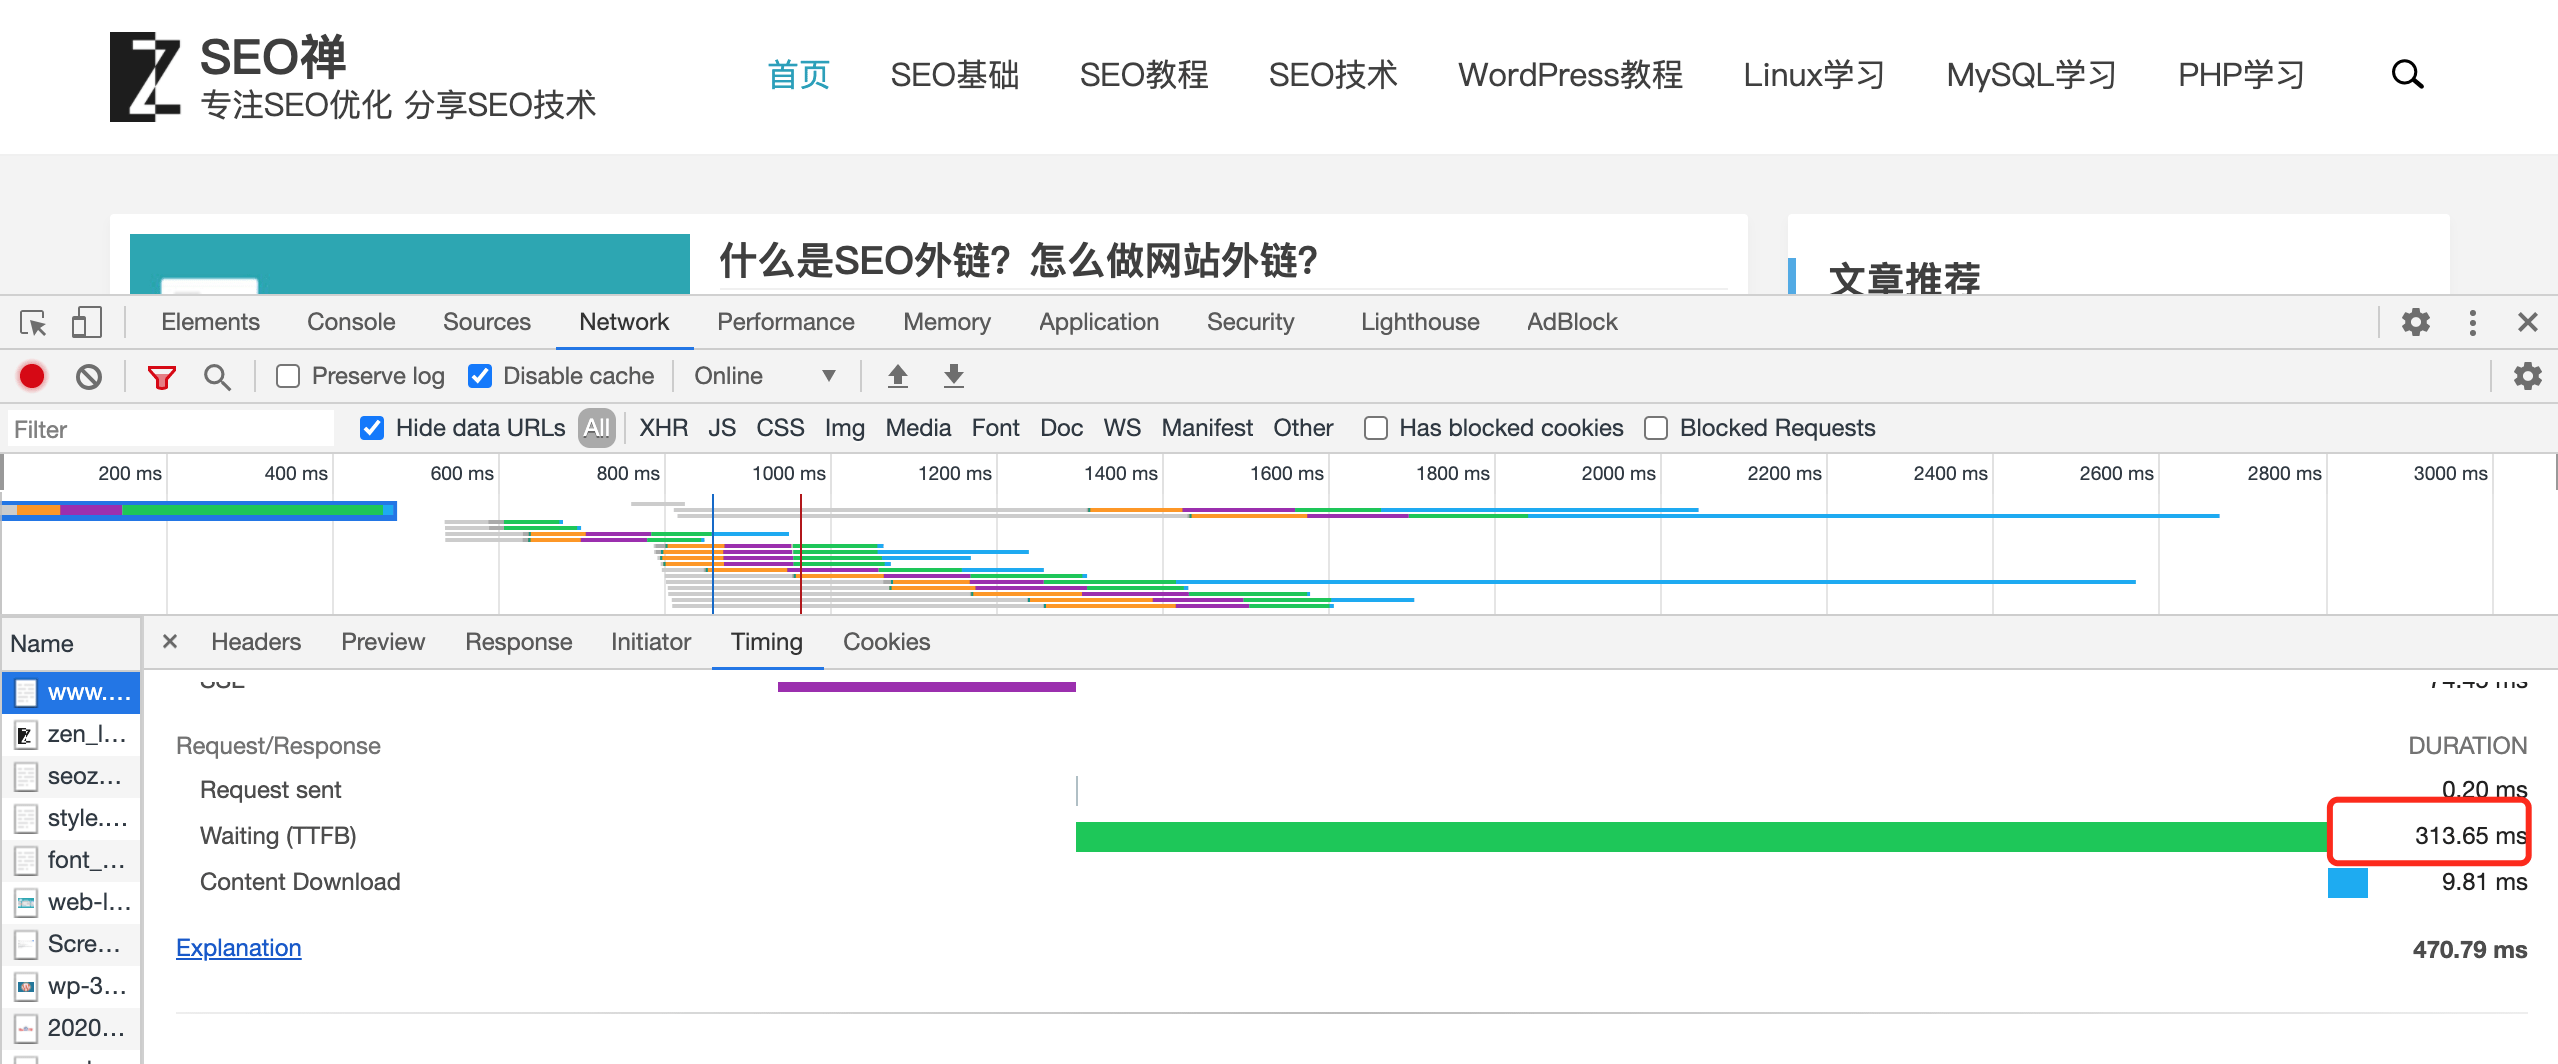 SEO禅
专注SEO优化 分享SEO技术
首页 SEO基础 SEO教程 SEO技术 WordPress教程 Linux学习 MySQL学习 PHP学习
什么是SEO外链？怎么做网站外链？
文章推荐
Elements Console Sources Network Performance Memory Application Security Lighthouse AdBlock
Preserve log Disable cache Online
Filter Hide data URLs All XHR JS CSS Img Media Font Doc WS Manifest Other Has blocked cookies Blocked Requests
200 ms 400 ms 600 ms 800 ms 1000 ms 1200 ms 1400 ms 1600 ms 1800 ms 2000 ms 2200 ms 2400 ms 2600 ms 2800 ms 3000 ms
Name Headers Preview Response Initiator Timing Cookies
www.…
zen_l…
seoz…
style.…
font_…
web-l…
Scre…
wp-3…
2020…
SSL 74.45 ms
Request/Response DURATION
Request sent 0.20 ms
Waiting (TTFB) 313.65 ms
Content Download 9.81 ms
Explanation 470.79 ms